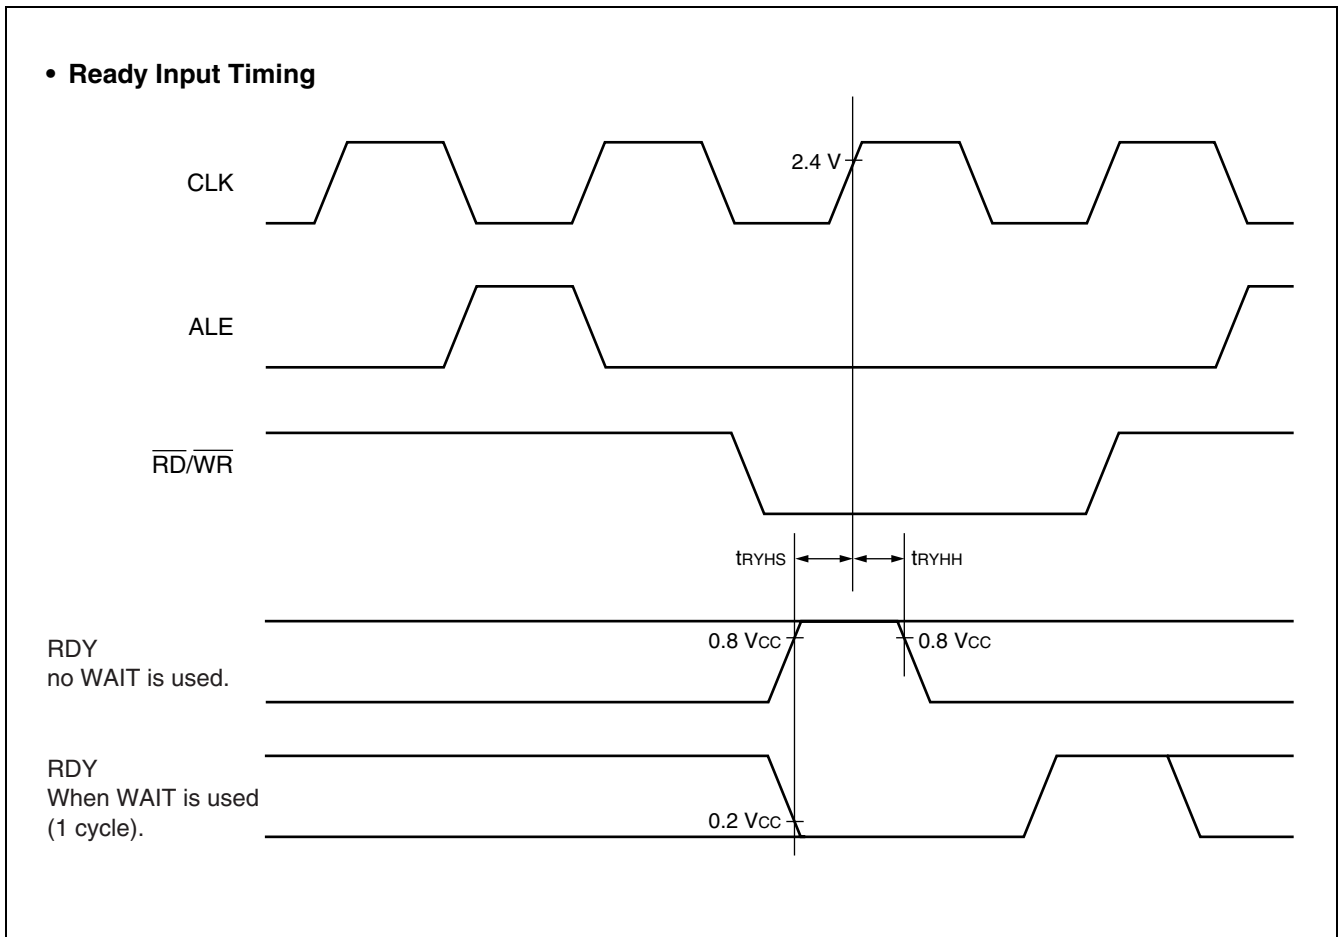 • Ready Input Timing
CLK
2.4 V
ALE
RD/WR
tRYHS
tRYHH
RDY
no WAIT is used.
0.8 VCC
0.8 VCC
RDY
When WAIT is used
(1 cycle).
0.2 VCC